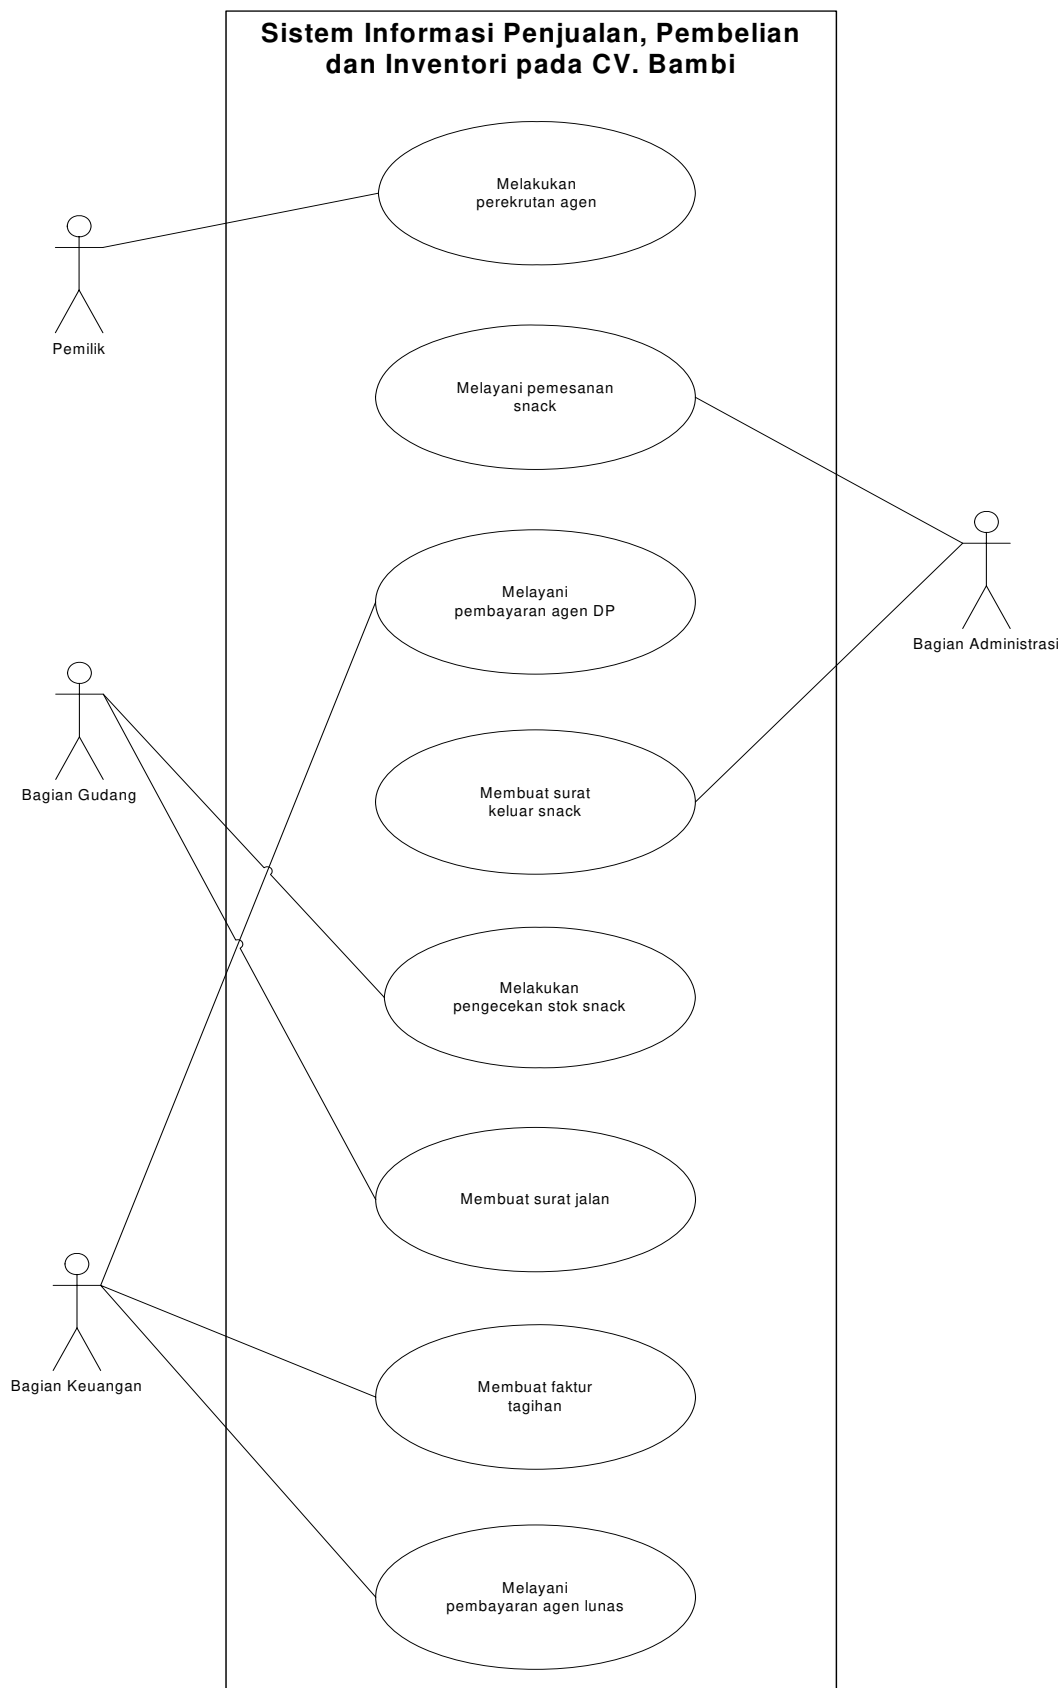 Sistem Informasi Penjualan, Pembelian
dan Inventori pada CV. Bambi
Melakukan
perekrutan agen
Pemilik
Melayani pemesanan
snack
Melayani
pembayaran agen DP
Bagian Administrasi
Bagian Gudang
Membuat surat
keluar snack
Melakukan
pengecekan stok snack
Membuat surat jalan
Bagian Keuangan
Membuat faktur
tagihan
Melayani
pembayaran agen lunas